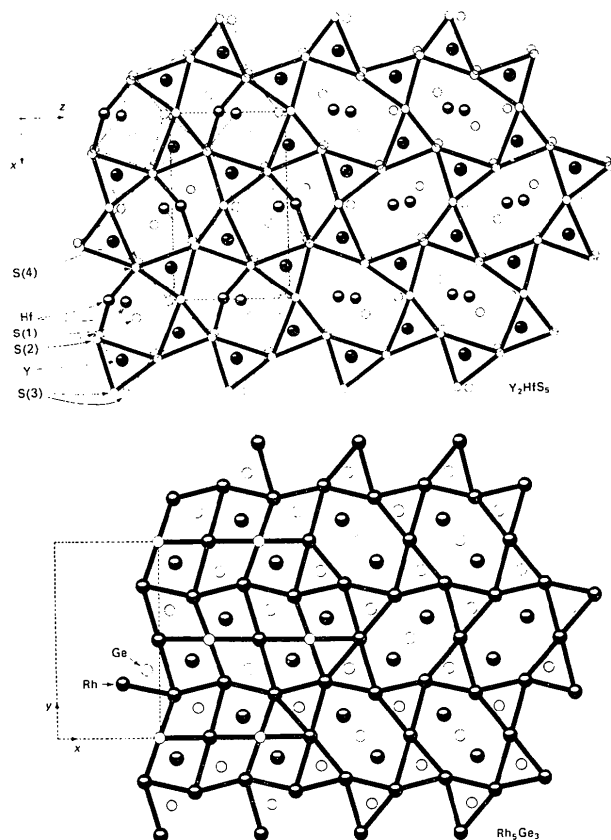 z
x
S(4)
Hf
S(1)
S(2)
Y
S(3)
Y₂HfS₅
Ge
Rh
y
x
Rh₅Ge₃